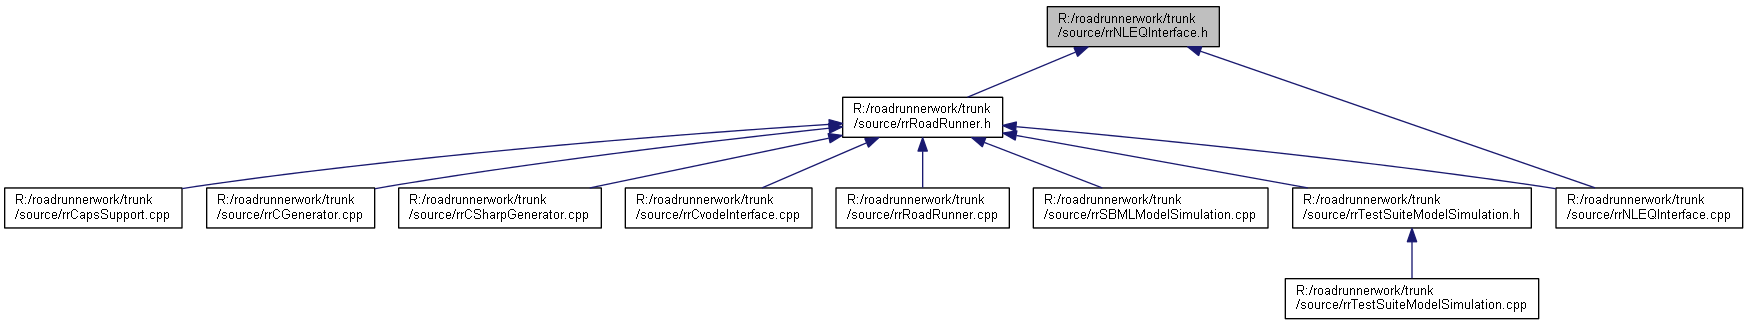 R:/roadrunnerwork/trunk
/source/rrNLEQInterface.h
R:/roadrunnerwork/trunk
/source/rrRoadRunner.h
R:/roadrunnerwork/trunk
/source/rrCapsSupport.cpp
R:/roadrunnerwork/trunk
/source/rrCGenerator.cpp
R:/roadrunnerwork/trunk
/source/rrCSharpGenerator.cpp
R:/roadrunnerwork/trunk
/source/rrCvodeInterface.cpp
R:/roadrunnerwork/trunk
/source/rrRoadRunner.cpp
R:/roadrunnerwork/trunk
/source/rrSBMLModelSimulation.cpp
R:/roadrunnerwork/trunk
/source/rrTestSuiteModelSimulation.h
R:/roadrunnerwork/trunk
/source/rrNLEQInterface.cpp
R:/roadrunnerwork/trunk
/source/rrTestSuiteModelSimulation.cpp